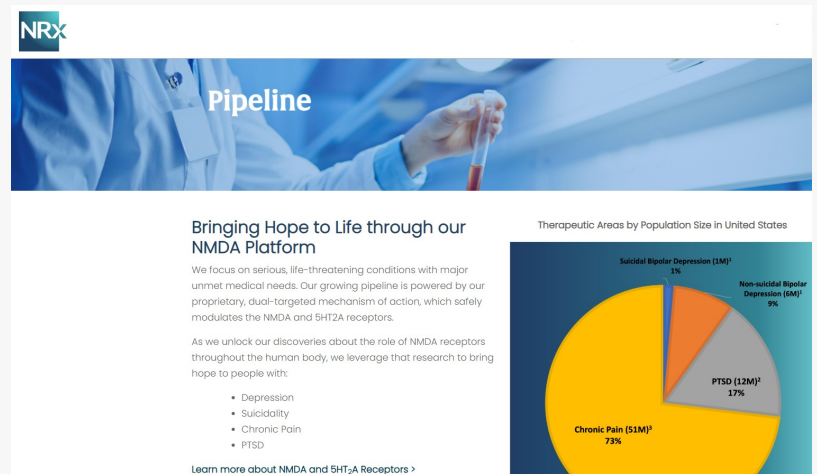 NRx
Pipeline
Bringing Hope to Life through our
NMDA Platform
We focus on serious, life-threatening conditions with major
unmet medical needs. Our growing pipeline is powered by our
proprietary, dual-targeted mechanism of action, which safely
modulates the NMDA and 5HT2A receptors.
As we unlock our discoveries about the role of NMDA receptors
throughout the human body, we leverage that research to bring
hope to people with:
• Depression
• Suicidality
• Chronic Pain
• PTSD
Learn more about NMDA and 5HT₂A Receptors >
Therapeutic Areas by Population Size in United States
Suicidal Bipolar Depression (1M)¹
1%
Non-suicidal Bipolar
Depression (6M)¹
9%
PTSD (12M)²
17%
Chronic Pain (51M)³
73%